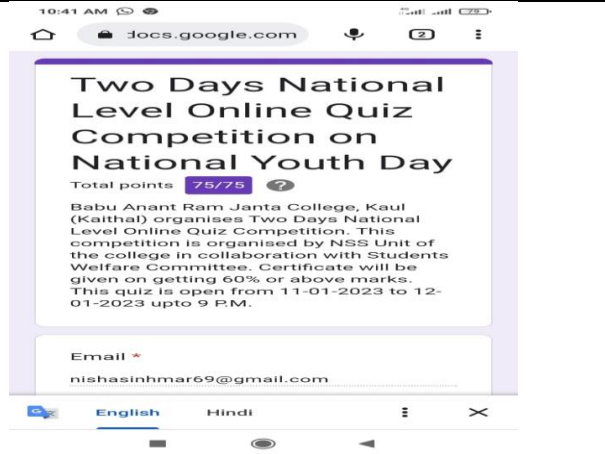 10:41 AM
79
docs.google.com
2
Two Days National
Level Online Quiz
Competition on
National Youth Day
Total points 75/75 ?
Babu Anant Ram Janta College, Kaul
(Kaithal) organises Two Days National
Level Online Quiz Competition. This
competition is organised by NSS Unit of
the college in collaboration with Students
Welfare Committee. Certificate will be
given on getting 60% or above marks.
This quiz is open from 11-01-2023 to 12-
01-2023 upto 9 P.M.
Email *
nishasinhmar69@gmail.com
English Hindi